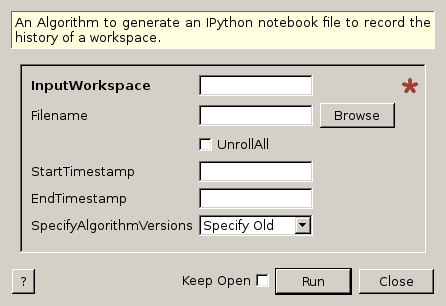 An Algorithm to generate an IPython notebook file to record the
history of a workspace.
InputWorkspace
*
Filename
Browse
UnrollAll
StartTimestamp
EndTimestamp
SpecifyAlgorithmVersions Specify Old
? Keep Open Run Close